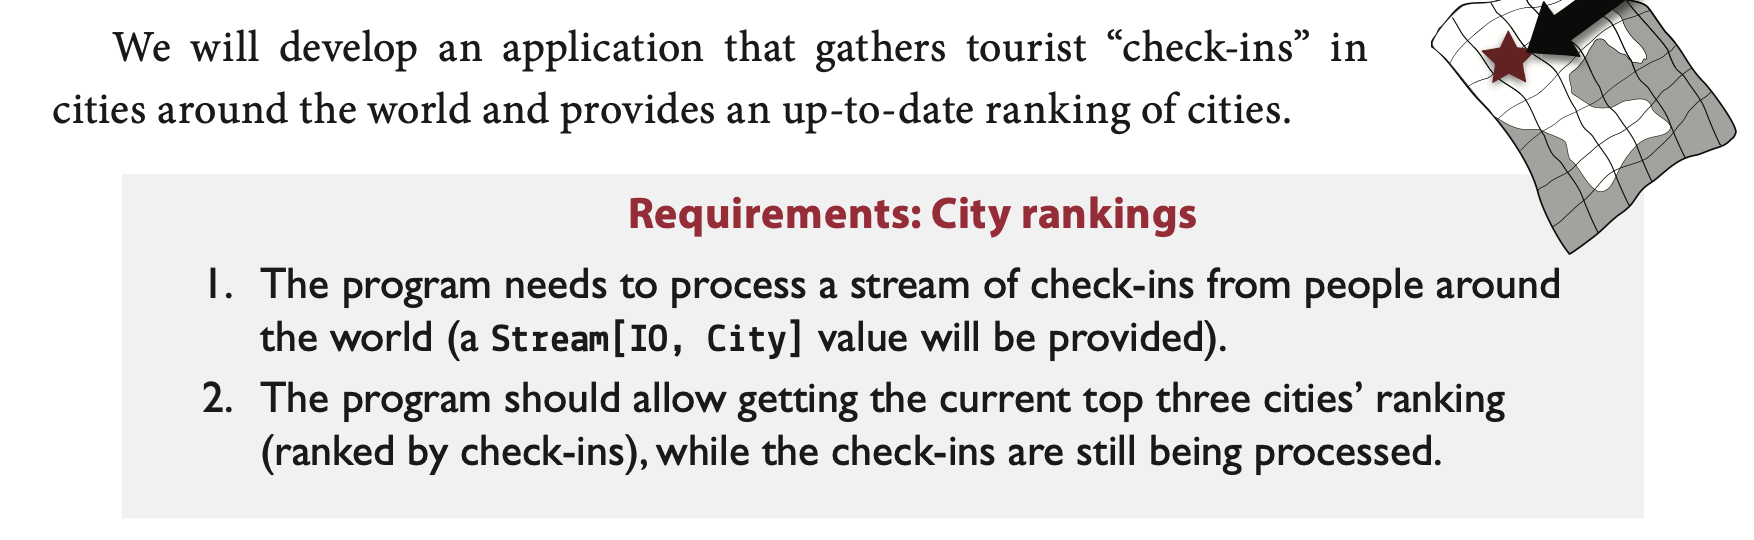 We will develop an application that gathers tourist “check-ins” in
cities around the world and provides an up-to-date ranking of cities.
Requirements: City rankings
1. The program needs to process a stream of check-ins from people around
the world (a Stream[IO, City] value will be provided).
2. The program should allow getting the current top three cities’ ranking
(ranked by check-ins), while the check-ins are still being processed.